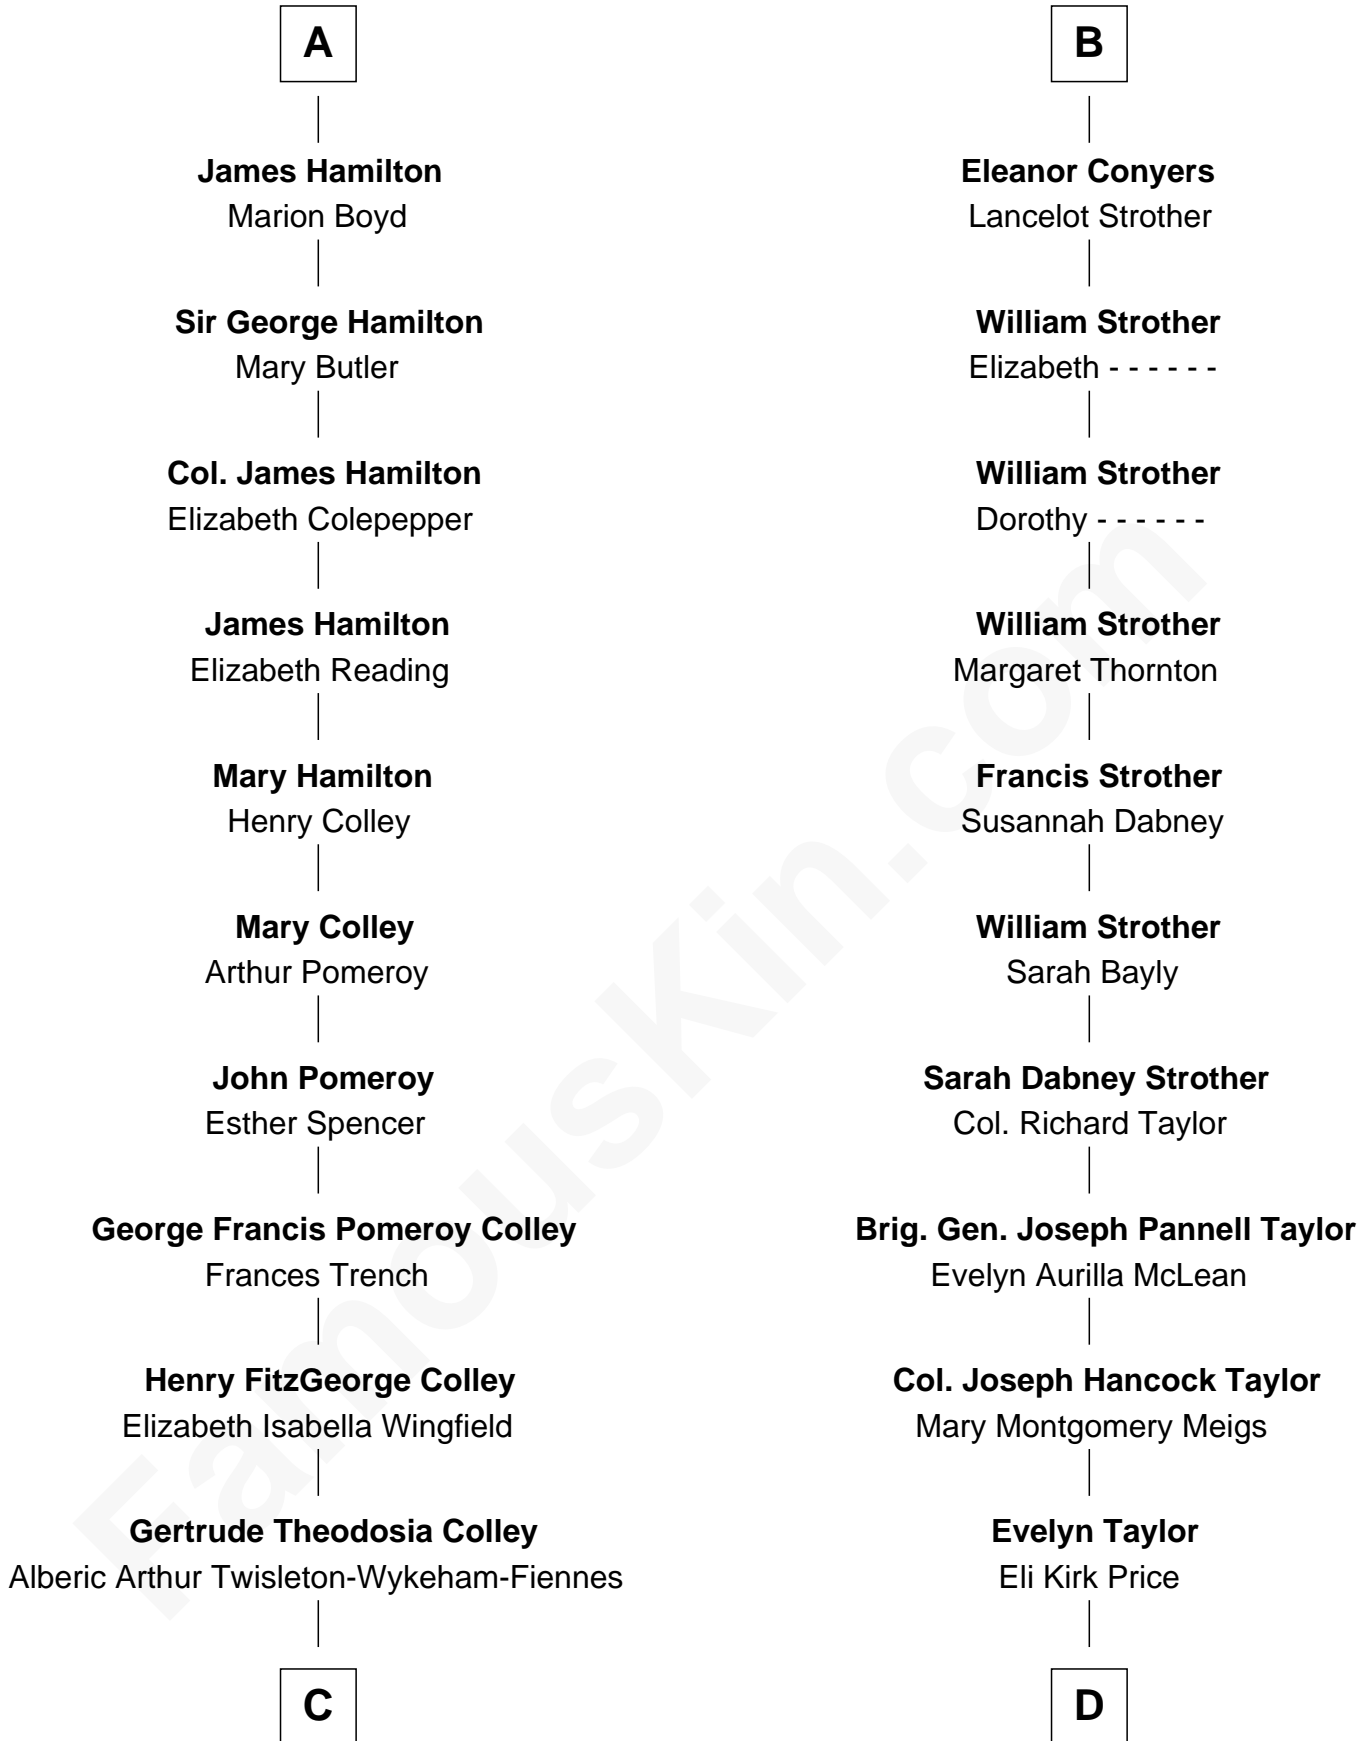 A
James Hamilton
Marion Boyd
Sir George Hamilton
Mary Butler
Col. James Hamilton
Elizabeth Colepepper
James Hamilton
Elizabeth Reading
Mary Hamilton
Henry Colley
Mary Colley
Arthur Pomeroy
John Pomeroy
Esther Spencer
George Francis Pomeroy Colley
Frances Trench
Henry FitzGeorge Colley
Elizabeth Isabella Wingfield
Gertrude Theodosia Colley
Alberic Arthur Twisleton-Wykeham-Fiennes
C
B
Eleanor Conyers
Lancelot Strother
William Strother
Elizabeth - - - - - -
William Strother
Dorothy - - - - - -
William Strother
Margaret Thornton
Francis Strother
Susannah Dabney
William Strother
Sarah Bayly
Sarah Dabney Strother
Col. Richard Taylor
Brig. Gen. Joseph Pannell Taylor
Evelyn Aurilla McLean
Col. Joseph Hancock Taylor
Mary Montgomery Meigs
Evelyn Taylor
Eli Kirk Price
D
FamousKin.com